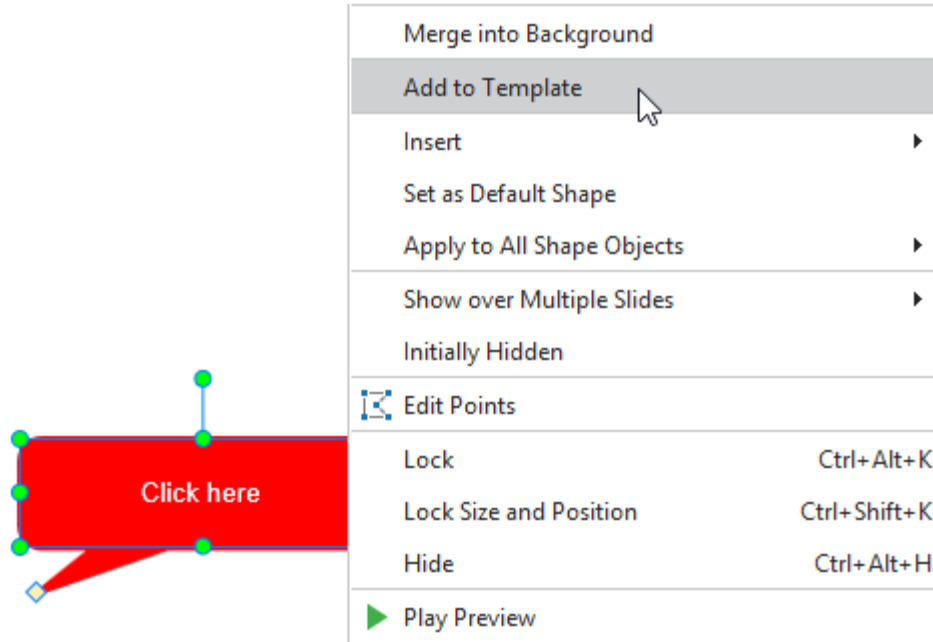 Merge into Background
Add to Template
Insert
Set as Default Shape
Apply to All Shape Objects
Show over Multiple Slides
Initially Hidden
Edit Points
Lock Ctrl+Alt+K
Click here
Lock Size and Position Ctrl+Shift+K
Hide Ctrl+Alt+H
Play Preview